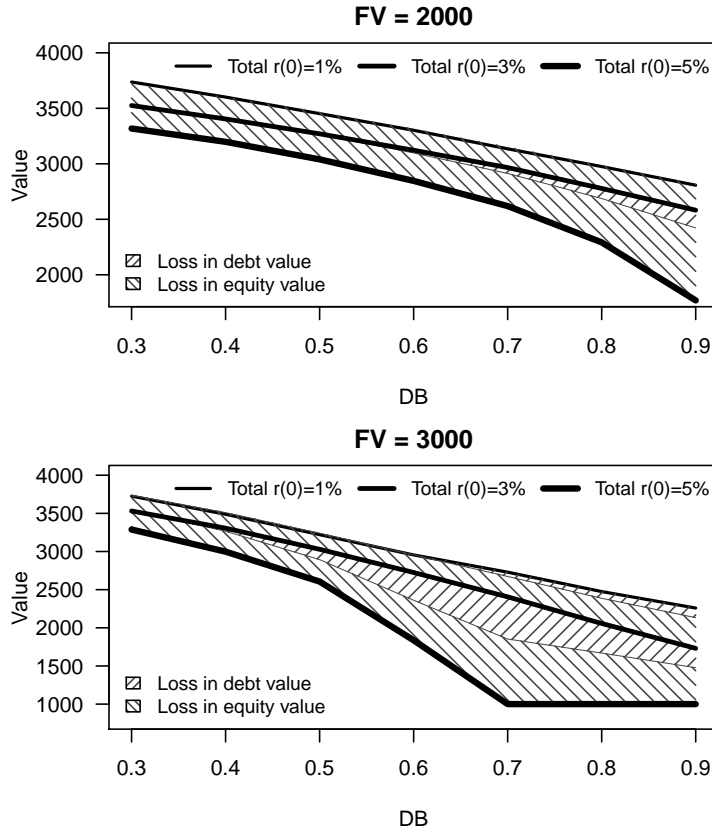 FV = 2000
4000
3500
3000
2500
2000
Value
Total r(0)=1%
Total r(0)=3%
Total r(0)=5%
Loss in debt value
Loss in equity value
0.3 0.4 0.5 0.6 0.7 0.8 0.9
DB
FV = 3000
4000
3500
3000
2500
2000
1500
1000
Value
Total r(0)=1%
Total r(0)=3%
Total r(0)=5%
Loss in debt value
Loss in equity value
0.3 0.4 0.5 0.6 0.7 0.8 0.9
DB